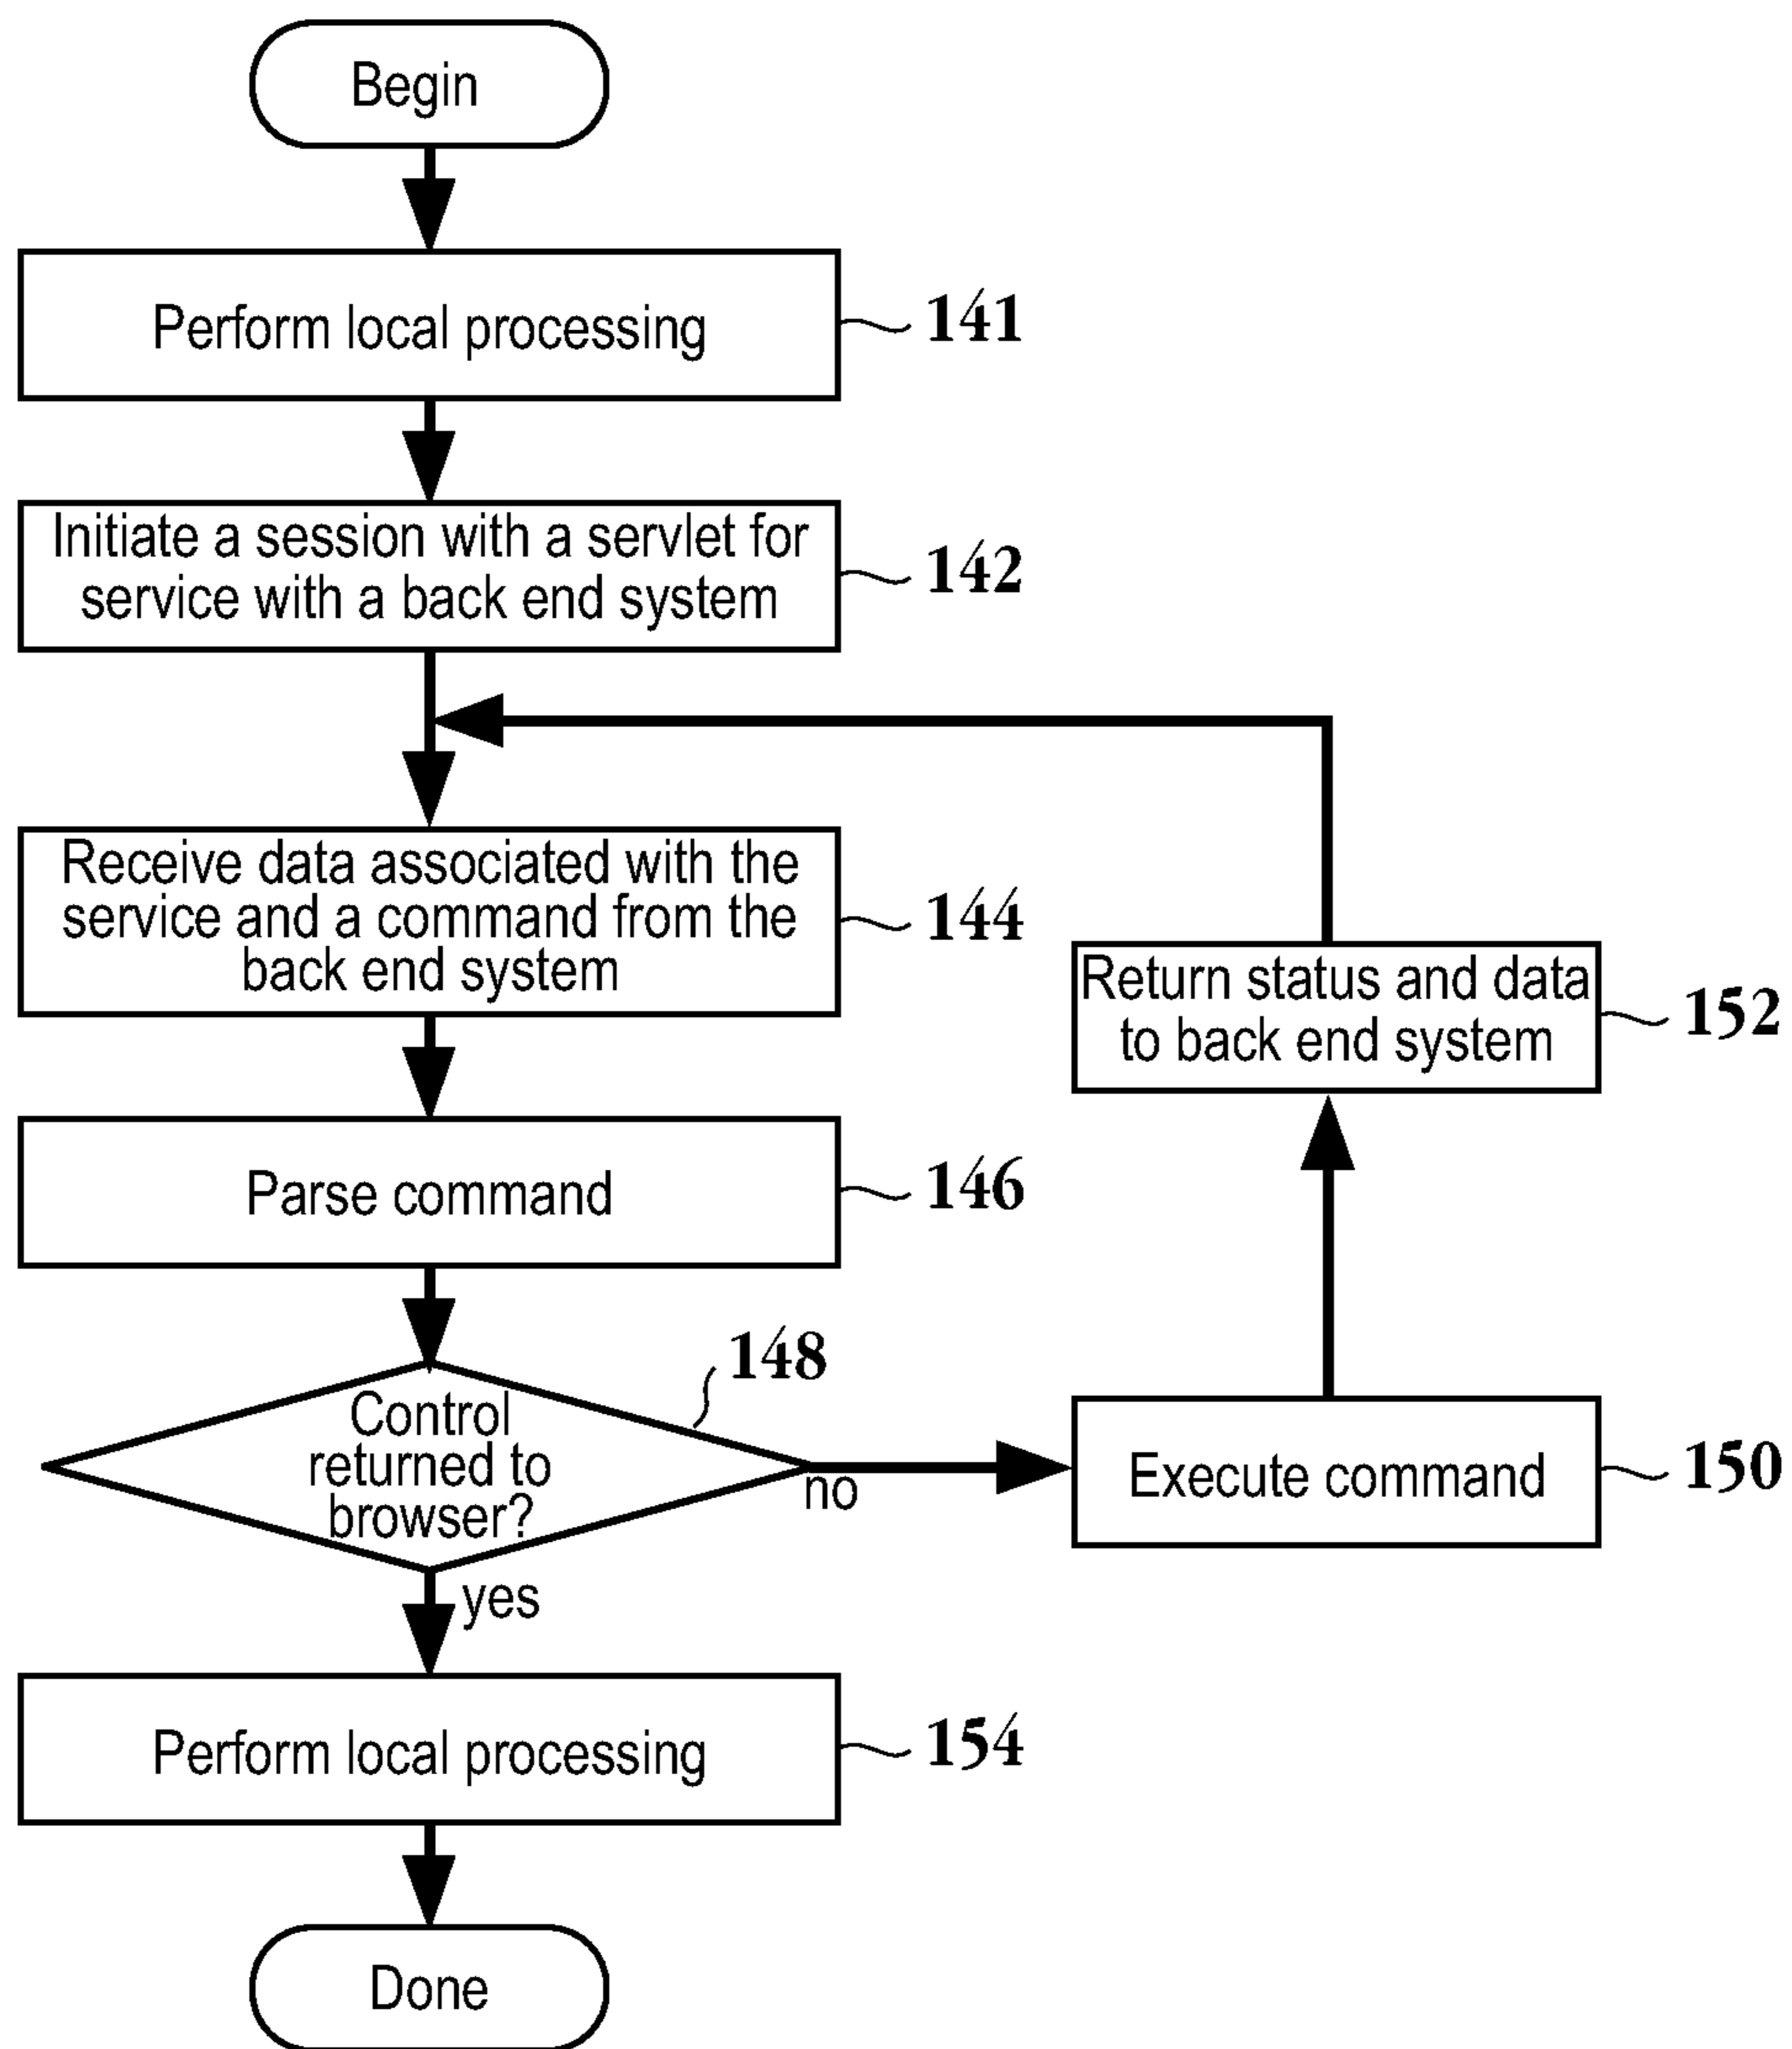 Begin
Perform local processing
141
Initiate a session with a servlet for
service with a back end system
142
Receive data associated with the
service and a command from the
back end system
144
Return status and data
to back end system
152
Parse command
146
148
Control
returned to
browser?
no
Execute command
150
yes
Perform local processing
154
Done